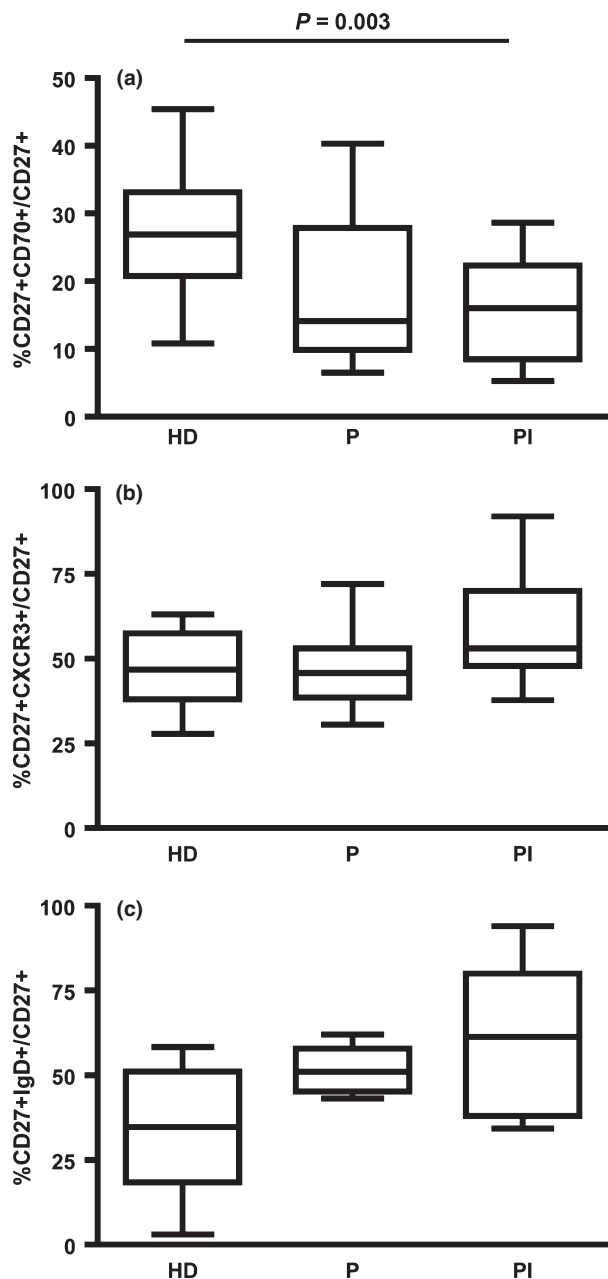 P = 0.003
(a)
%CD27+CD70+/CD27+
50
40
30
20
10
0
HD P PI
(b)
%CD27+CXCR3+/CD27+
100
75
50
25
0
HD P PI
(c)
%CD27+IgD+/CD27+
100
75
50
25
0
HD P PI